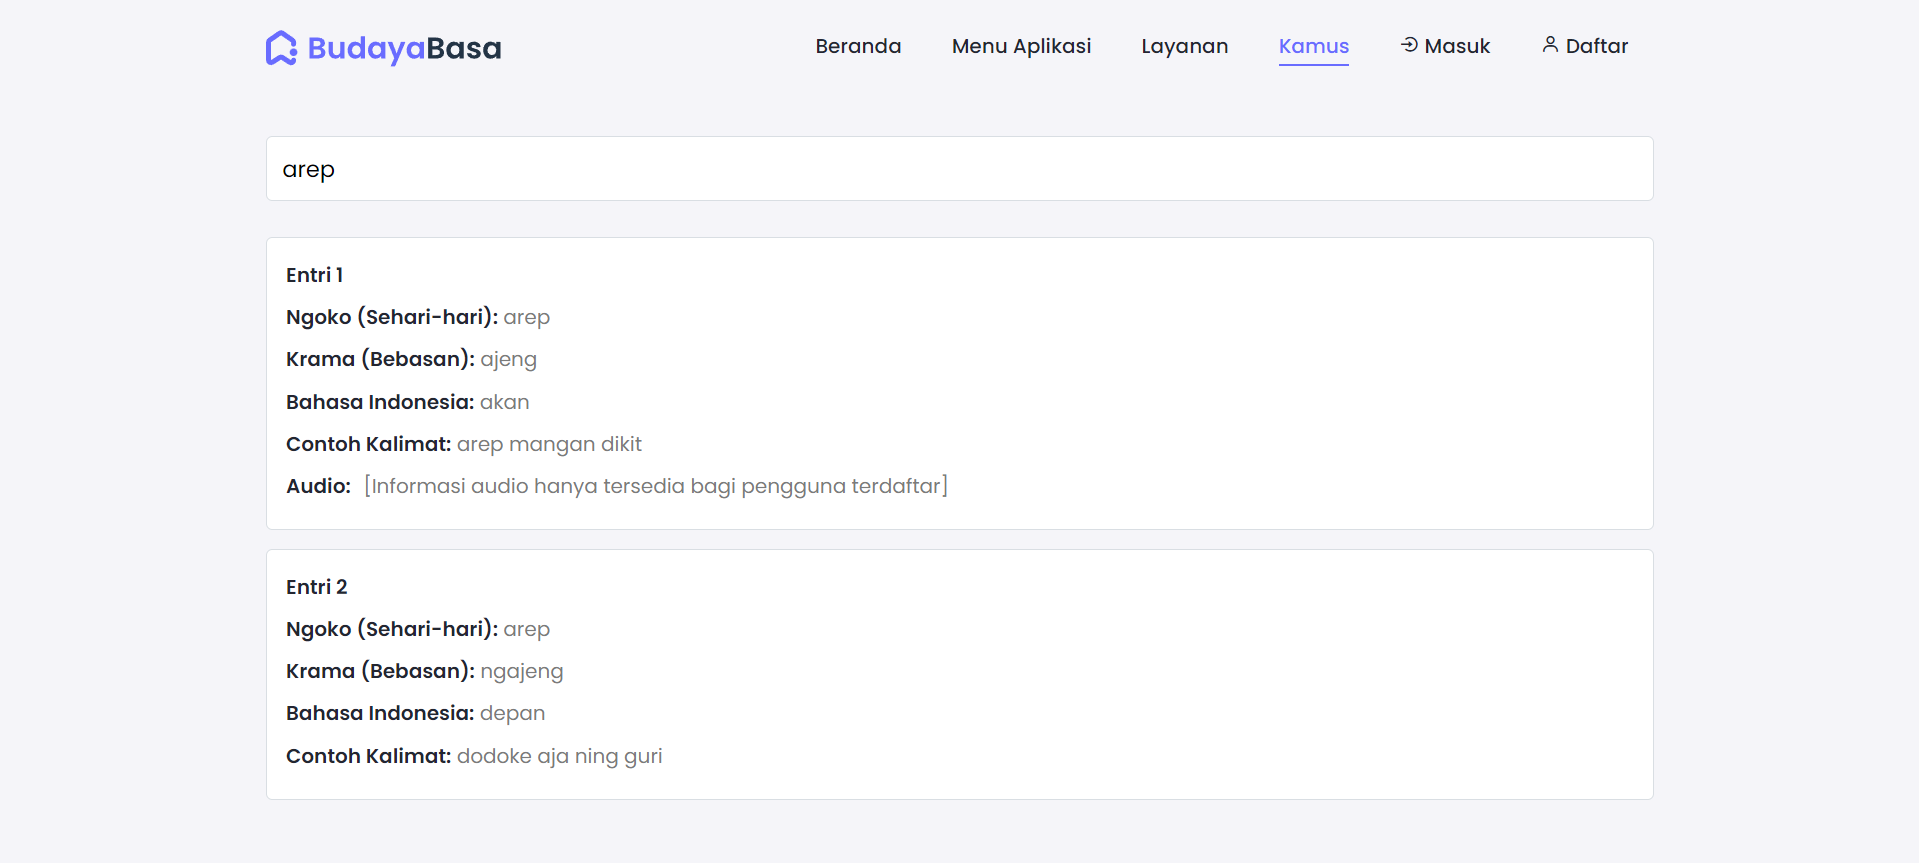 BudayaBasa
Beranda Menu Aplikasi Layanan Kamus Masuk Daftar
arep
Entri 1
Ngoko (Sehari-hari): arep
Krama (Bebasan): ajeng
Bahasa Indonesia: akan
Contoh Kalimat: arep mangan dikit
Audio: [Informasi audio hanya tersedia bagi pengguna terdaftar]
Entri 2
Ngoko (Sehari-hari): arep
Krama (Bebasan): ngajeng
Bahasa Indonesia: depan
Contoh Kalimat: dodoke aja ning guri